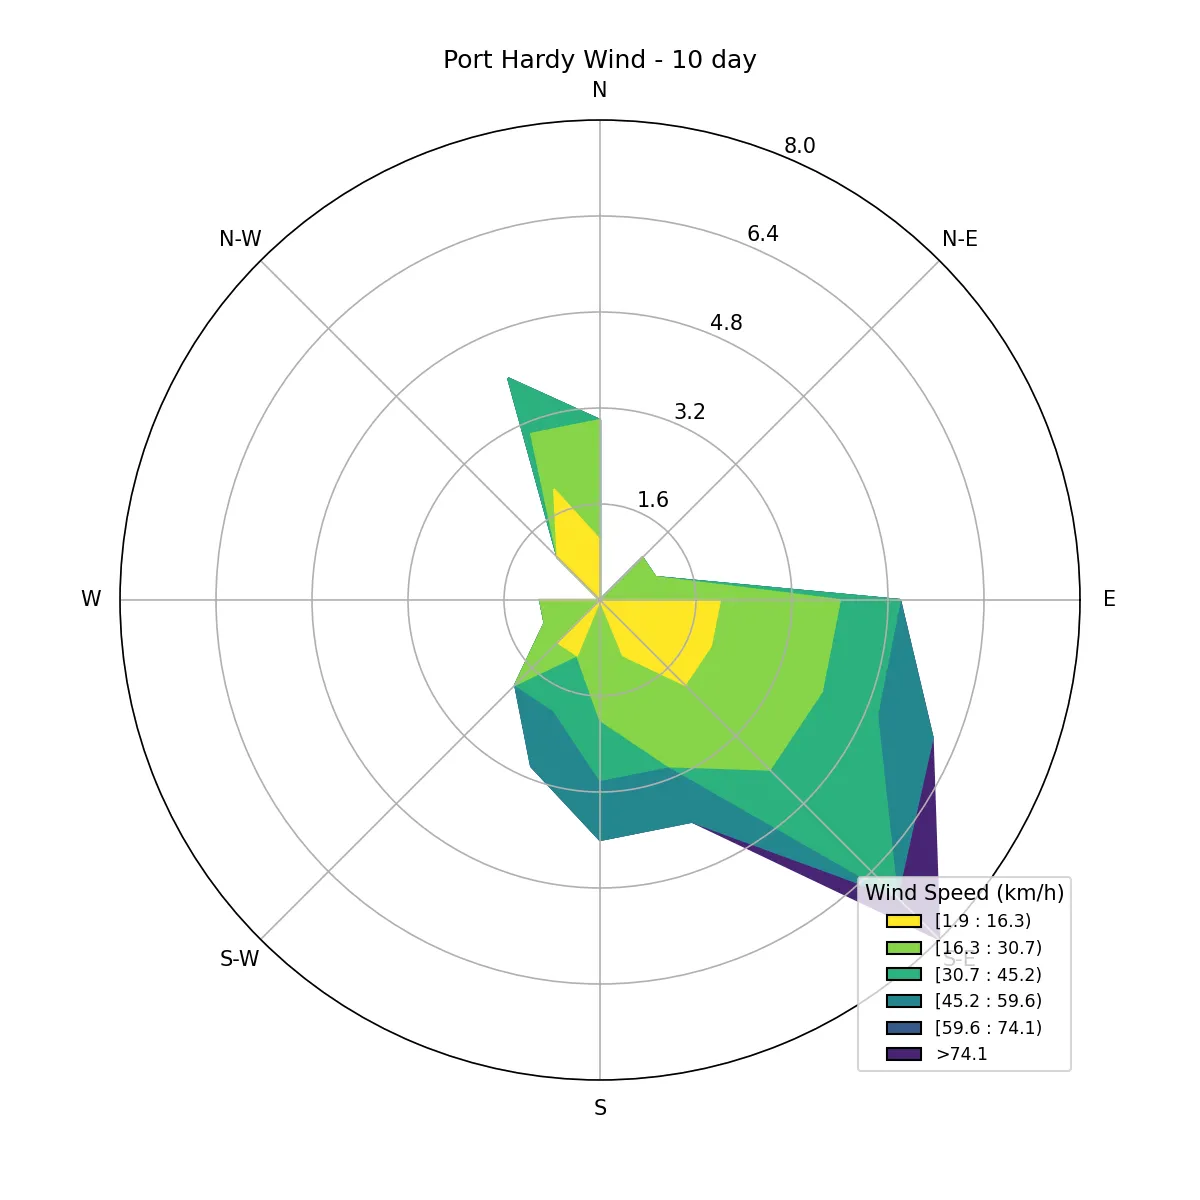 Port Hardy Wind - 10 day
N
8.0
N-W
6.4
N-E
4.8
3.2
1.6
W
E
S-W
S-E
S
Wind Speed (km/h)
[1.9 : 16.3)
[16.3 : 30.7)
[30.7 : 45.2)
[45.2 : 59.6)
[59.6 : 74.1)
>74.1